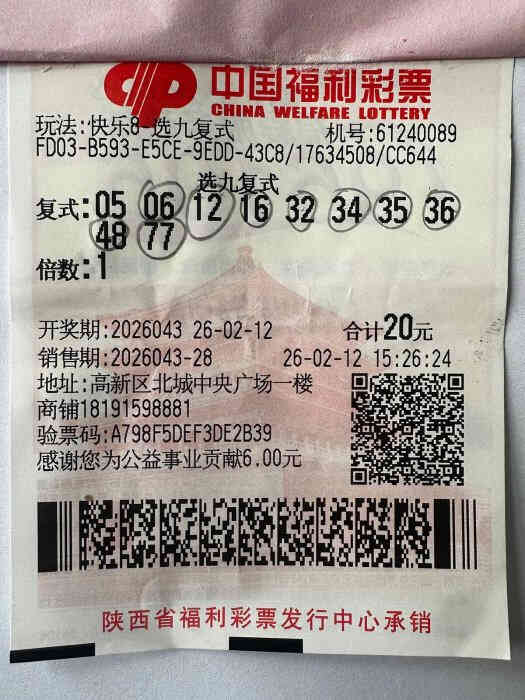 中国福利彩票
CHINA WELFARE LOTTERY
玩法:快乐8-选九复式 机号:61240089
FD03-B593-E5CE-9EDD-43C8/17634508/CC644
选九复式
复式:05 06 12 16 32 34 35 36
48 77
倍数:1
开奖期:2026043 26-02-12 合计20元
销售期:2026043-28 26-02-12 15:26:24
地址:高新区北城中央广场一楼
商铺18191598881
验票码:A798F5DEF3DE2B39
感谢您为公益事业贡献6.00元
陕西省福利彩票发行中心承销